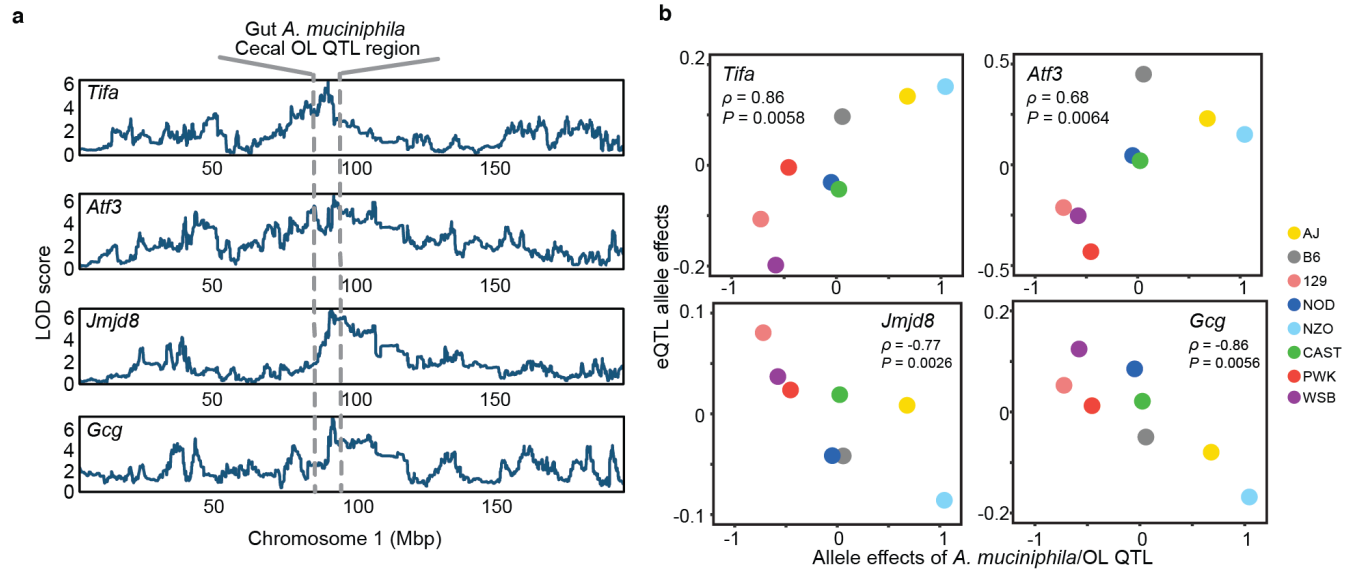 a
Gut A. muciniphila
Cecal OL QTL region
LOD score
6
4
2
0
Tifa
50
100
150
6
4
2
0
Atf3
50
100
150
6
4
2
0
Jmjd8
50
100
150
6
4
2
0
Gcg
50
100
150
Chromosome 1 (Mbp)
b
eQTL allele effects
0.2
0
-0.2
Tifa
ρ = 0.86
P = 0.0058
-1
0
1
0.5
0
-0.5
Atf3
ρ = 0.68
P = 0.0064
-1
0
1
0.1
0
-0.1
Jmjd8
ρ = -0.77
P = 0.0026
-1
0
1
0.2
0
-0.2
Gcg
ρ = -0.86
P = 0.0056
-1
0
1
Allele effects of A. muciniphila/OL QTL
AJ
B6
129
NOD
NZO
CAST
PWK
WSB